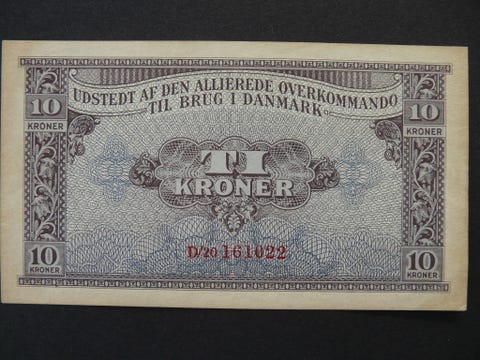 UDSTEDT AF DEN ALLIEREDE OVERKOMMANDO
TIL BRUG I DANMARK
10 KRONER
10 KRONER
TI
KRONER
D/20 161022
10 KRONER
10 KRONER